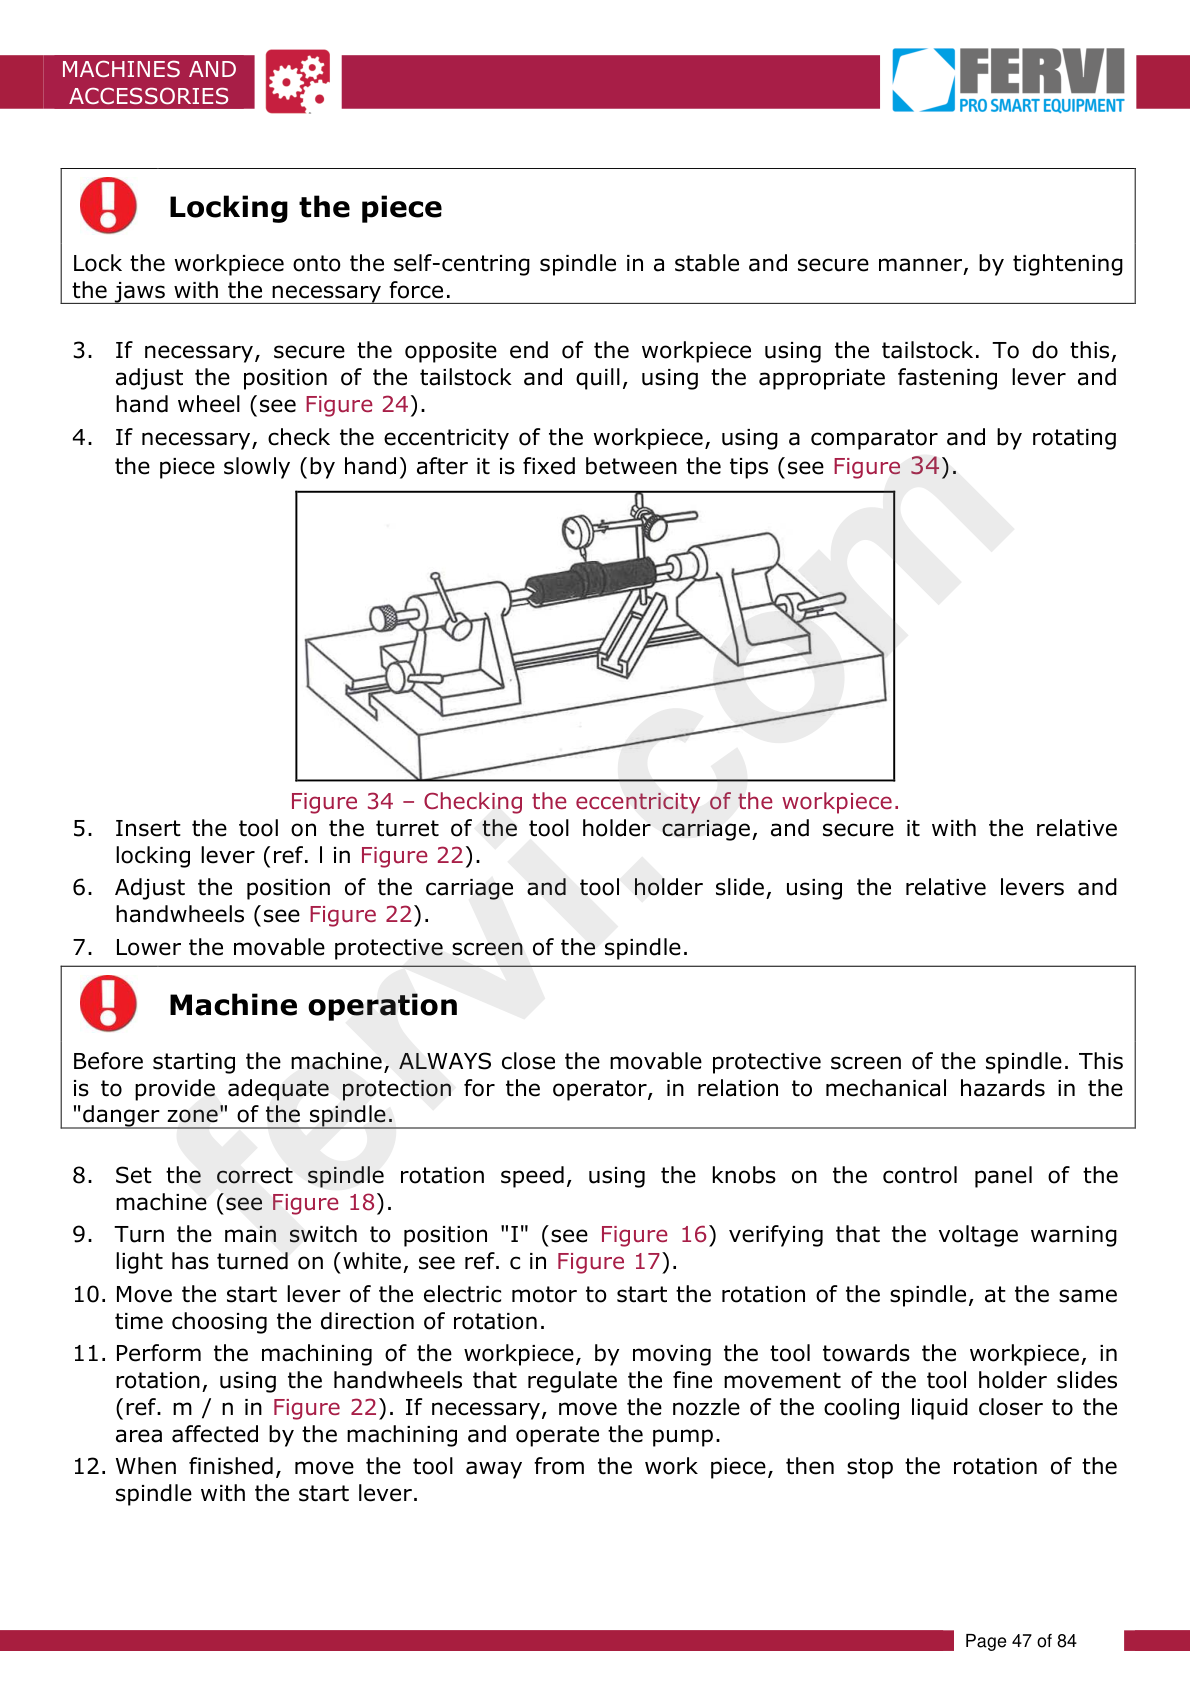 MACHINES AND
ACCESSORIES
FERVI
PRO SMART EQUIPMENT
Locking the piece
Lock the workpiece onto the self-centring spindle in a stable and secure manner, by tightening
the jaws with the necessary force.
3. If necessary, secure the opposite end of the workpiece using the tailstock. To do this,
adjust the position of the tailstock and quill, using the appropriate fastening lever and
hand wheel (see Figure 24).
4. If necessary, check the eccentricity of the workpiece, using a comparator and by rotating
the piece slowly (by hand) after it is fixed between the tips (see Figure 34).
Figure 34 – Checking the eccentricity of the workpiece.
5. Insert the tool on the turret of the tool holder carriage, and secure it with the relative
locking lever (ref. l in Figure 22).
6. Adjust the position of the carriage and tool holder slide, using the relative levers and
handwheels (see Figure 22).
7. Lower the movable protective screen of the spindle.
Machine operation
Before starting the machine, ALWAYS close the movable protective screen of the spindle. This
is to provide adequate protection for the operator, in relation to mechanical hazards in the
"danger zone" of the spindle.
8. Set the correct spindle rotation speed, using the knobs on the control panel of the
machine (see Figure 18).
9. Turn the main switch to position "I" (see Figure 16) verifying that the voltage warning
light has turned on (white, see ref. c in Figure 17).
10. Move the start lever of the electric motor to start the rotation of the spindle, at the same
time choosing the direction of rotation.
11. Perform the machining of the workpiece, by moving the tool towards the workpiece, in
rotation, using the handwheels that regulate the fine movement of the tool holder slides
(ref. m / n in Figure 22). If necessary, move the nozzle of the cooling liquid closer to the
area affected by the machining and operate the pump.
12. When finished, move the tool away from the work piece, then stop the rotation of the
spindle with the start lever.
fervi.com
Page 47 of 84